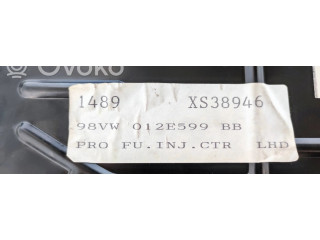 Ovoko
1489 XS38946
98VW 012E599 BB
PRO FU.INJ.CTR LHD